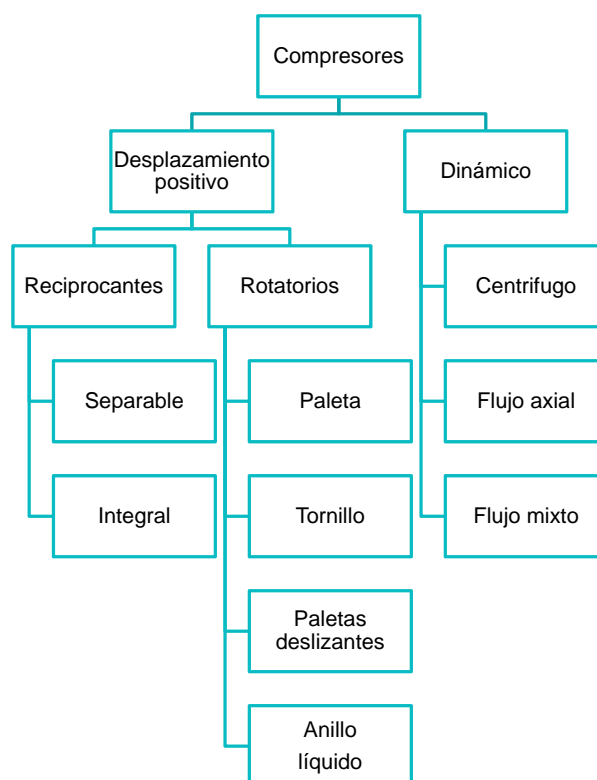 Compresores
Desplazamiento
positivo
Dinámico
Reciprocantes
Rotatorios
Centrifugo
Separable
Paleta
Flujo axial
Integral
Tornillo
Flujo mixto
Paletas
deslizantes
Anillo
líquido